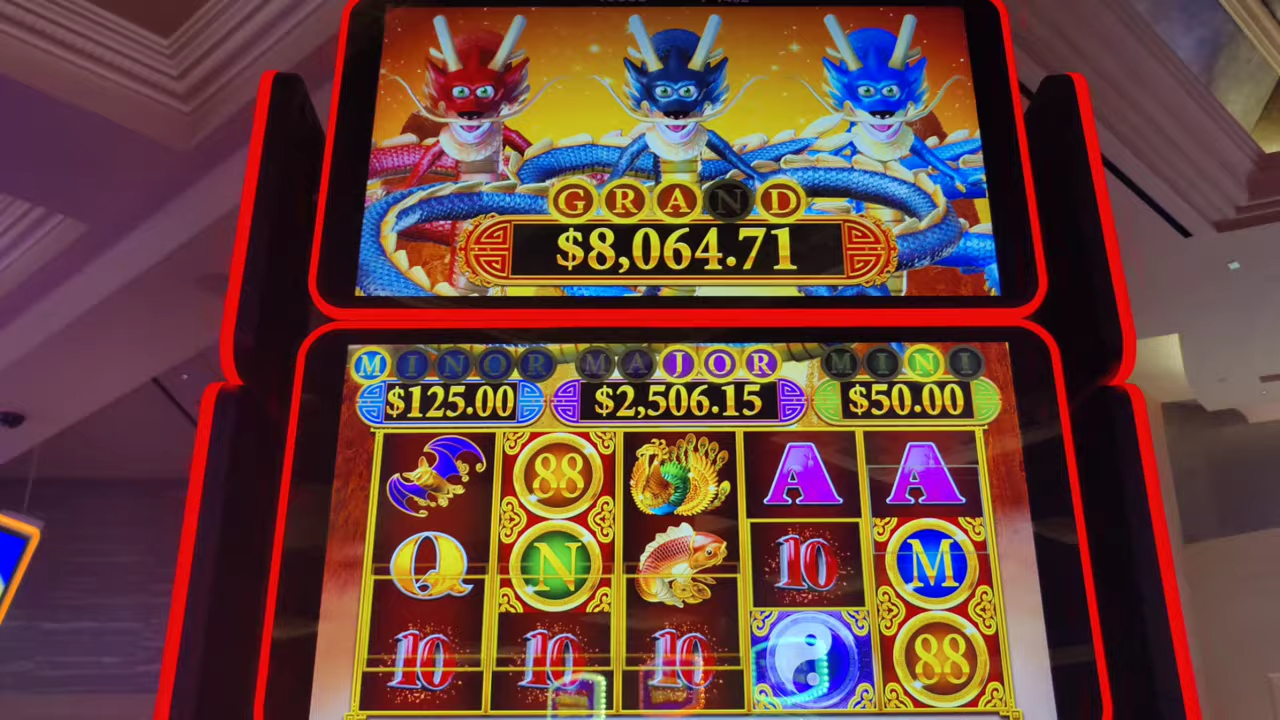 GRAND
$8,064.71
MINOR MAJOR MINI
$125.00 $2,506.15 $50.00
88 A A
Q N 10 M
10 10 10 88